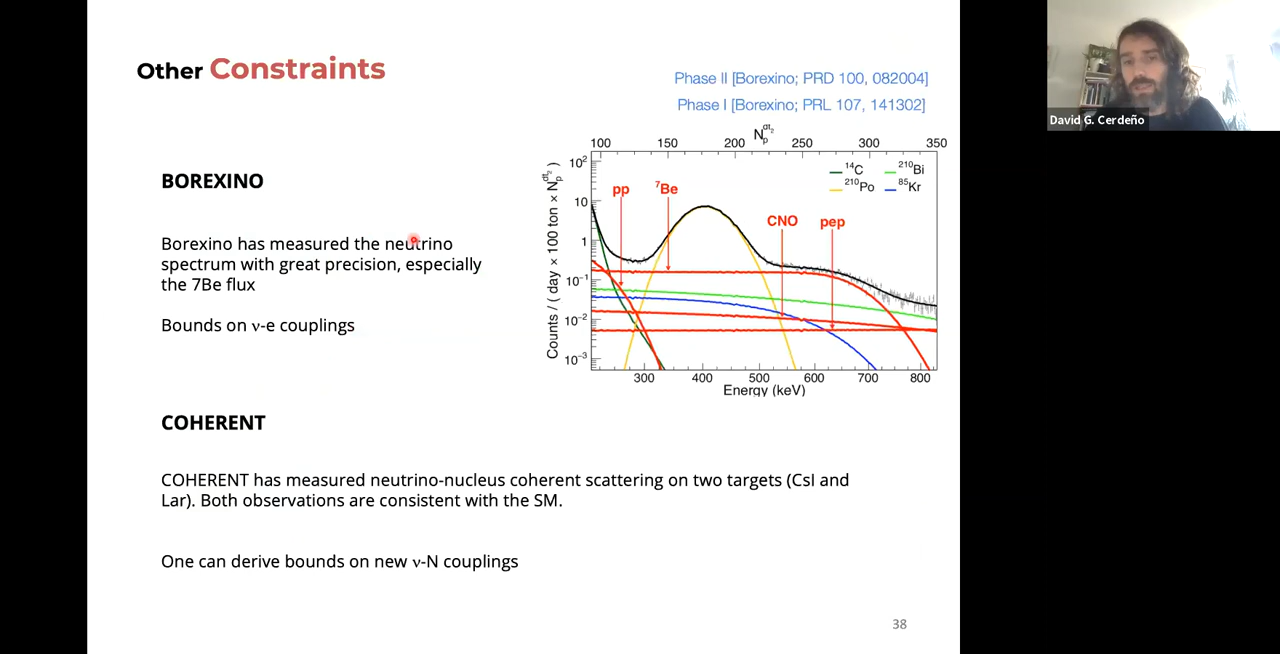 Other Constraints
Phase II [Borexino; PRD 100, 082004]
Phase I [Borexino; PRL 107, 141302]
David G. Cerdeño
BOREXINO
Borexino has measured the neutrino
spectrum with great precision, especially
the 7Be flux
Bounds on ν-e couplings
N_p^{dt_2}
100 150 200 250 300 350
¹⁴C ²¹⁰Bi
²¹⁰Po ⁸⁵Kr
pp ⁷Be CNO pep
10²
10
1
10⁻¹
10⁻²
10⁻³
Counts / ( day × 100 ton × N_p^{dt_2} )
300 400 500 600 700 800
Energy (keV)
COHERENT
COHERENT has measured neutrino-nucleus coherent scattering on two targets (CsI and
Lar). Both observations are consistent with the SM.
One can derive bounds on new ν-N couplings
38